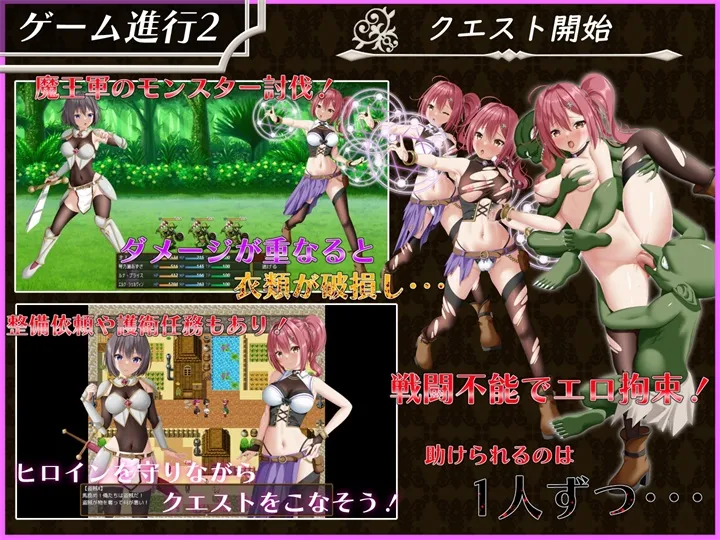 ゲーム進行2
クエスト開始
魔王軍のモンスター討伐！
ダメージが重なると
衣類が破損し・・・
整備依頼や護衛任務もあり！
戦闘不能でエロ拘束！
ヒロインを守りながら
クエストをこなそう！
助けられるのは
1人ずつ・・・